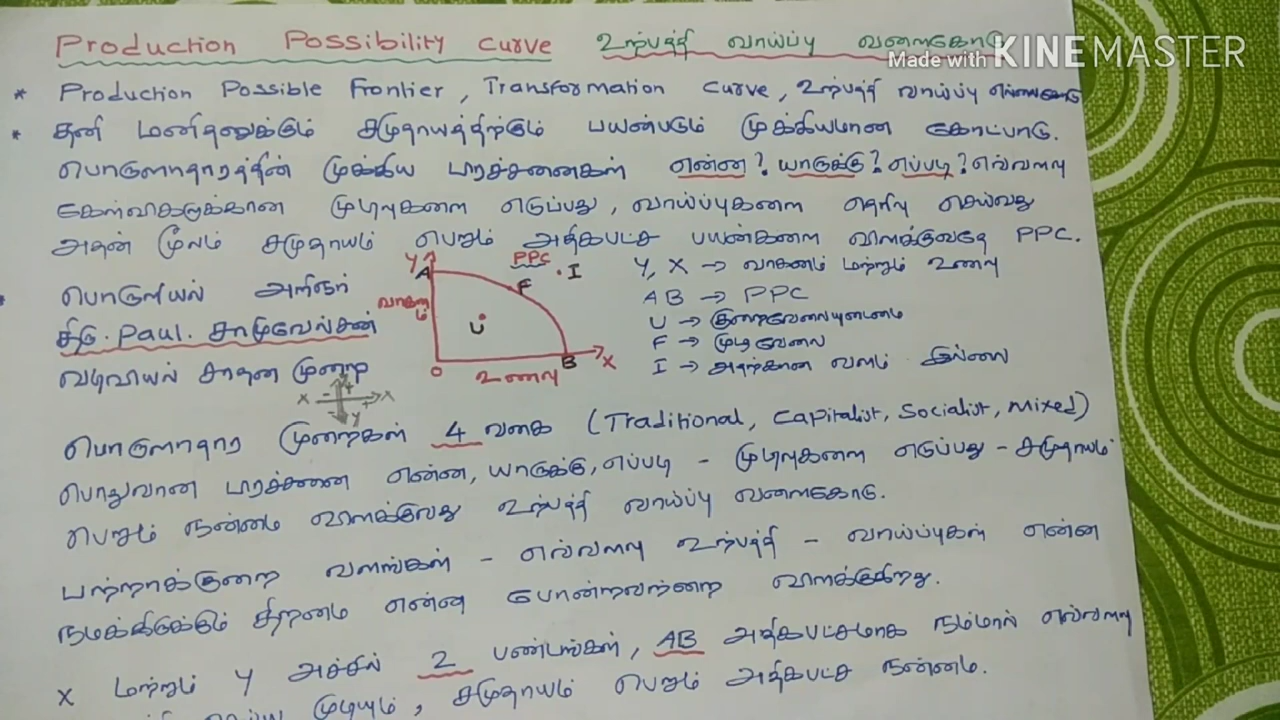 Production Possibility Curve உற்பத்தி வாய்ப்பு வளைகோடு
Made with KINEMASTER
* Production Possible Frontier, Transformation Curve, உற்பத்தி வாய்ப்பு
* தனி மனிதனுக்கும் சமுதாயத்திற்கும் பயன்படும் முக்கியமான கோட்பாடு.
பொருளாதாரத்தின் முக்கிய பிரச்சனைகள் என்ன? யாருக்கு? எப்படி? எவ்வளவு
கேள்விகளுக்கான முடிவுகளை எடுப்பது, வாய்ப்புகளை தெரிவு செய்வது
அதன் மூலம் சமுதாயம் பெறும் அதிகபட்ச பயன்களை விளக்குவதே PPC.
* பொருளியல் அறிஞர்
திரு. Paul. சாமுவேல்சன்
வடிவியல் சாதன முறை
Y A PPC F I
வாகனம்
U
O உணவு B X
X - + X
- + Y
Y, X → வாகனம் மற்றும் உணவு
AB → PPC
U → குறைவேலையுடைமை
F → முழு வேலை
I → அதற்கான வளம் இல்லை
பொருளாதார முறைகள் 4 வகை (Traditional, Capitalist, Socialist, Mixed)
பொதுவான பிரச்சனை என்ன, யாருக்கு, எப்படி - முடிவுகளை எடுப்பது - சமுதாயம்
பெறும் நன்மை விளக்குவது உற்பத்தி வாய்ப்பு வளைகோடு.
பற்றாக்குறை வளங்கள் - எவ்வளவு உற்பத்தி - வாய்ப்புகள் என்ன
நமக்கிருக்கும் திறமை என்ன போன்றவற்றை விளக்குகிறது.
X மற்றும் Y அச்சில் 2 பண்டங்கள், AB அதிகபட்சமாக நம்மால் எவ்வளவு
முடியும், சமுதாயம் பெறும் அதிகபட்ச நன்மை.